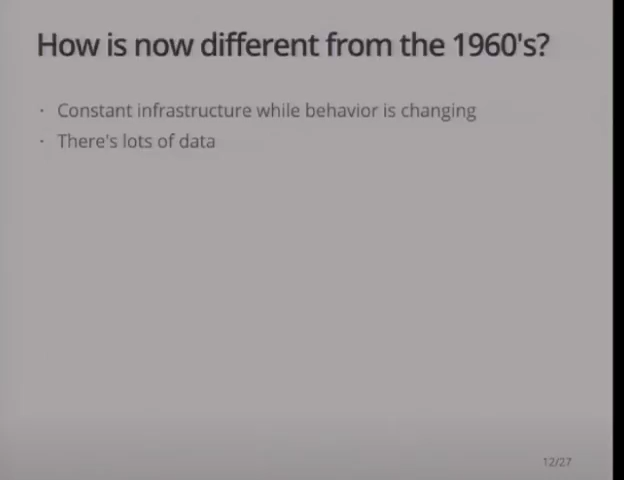 How is now different from the 1960's?
· Constant infrastructure while behavior is changing
· There's lots of data
12/27